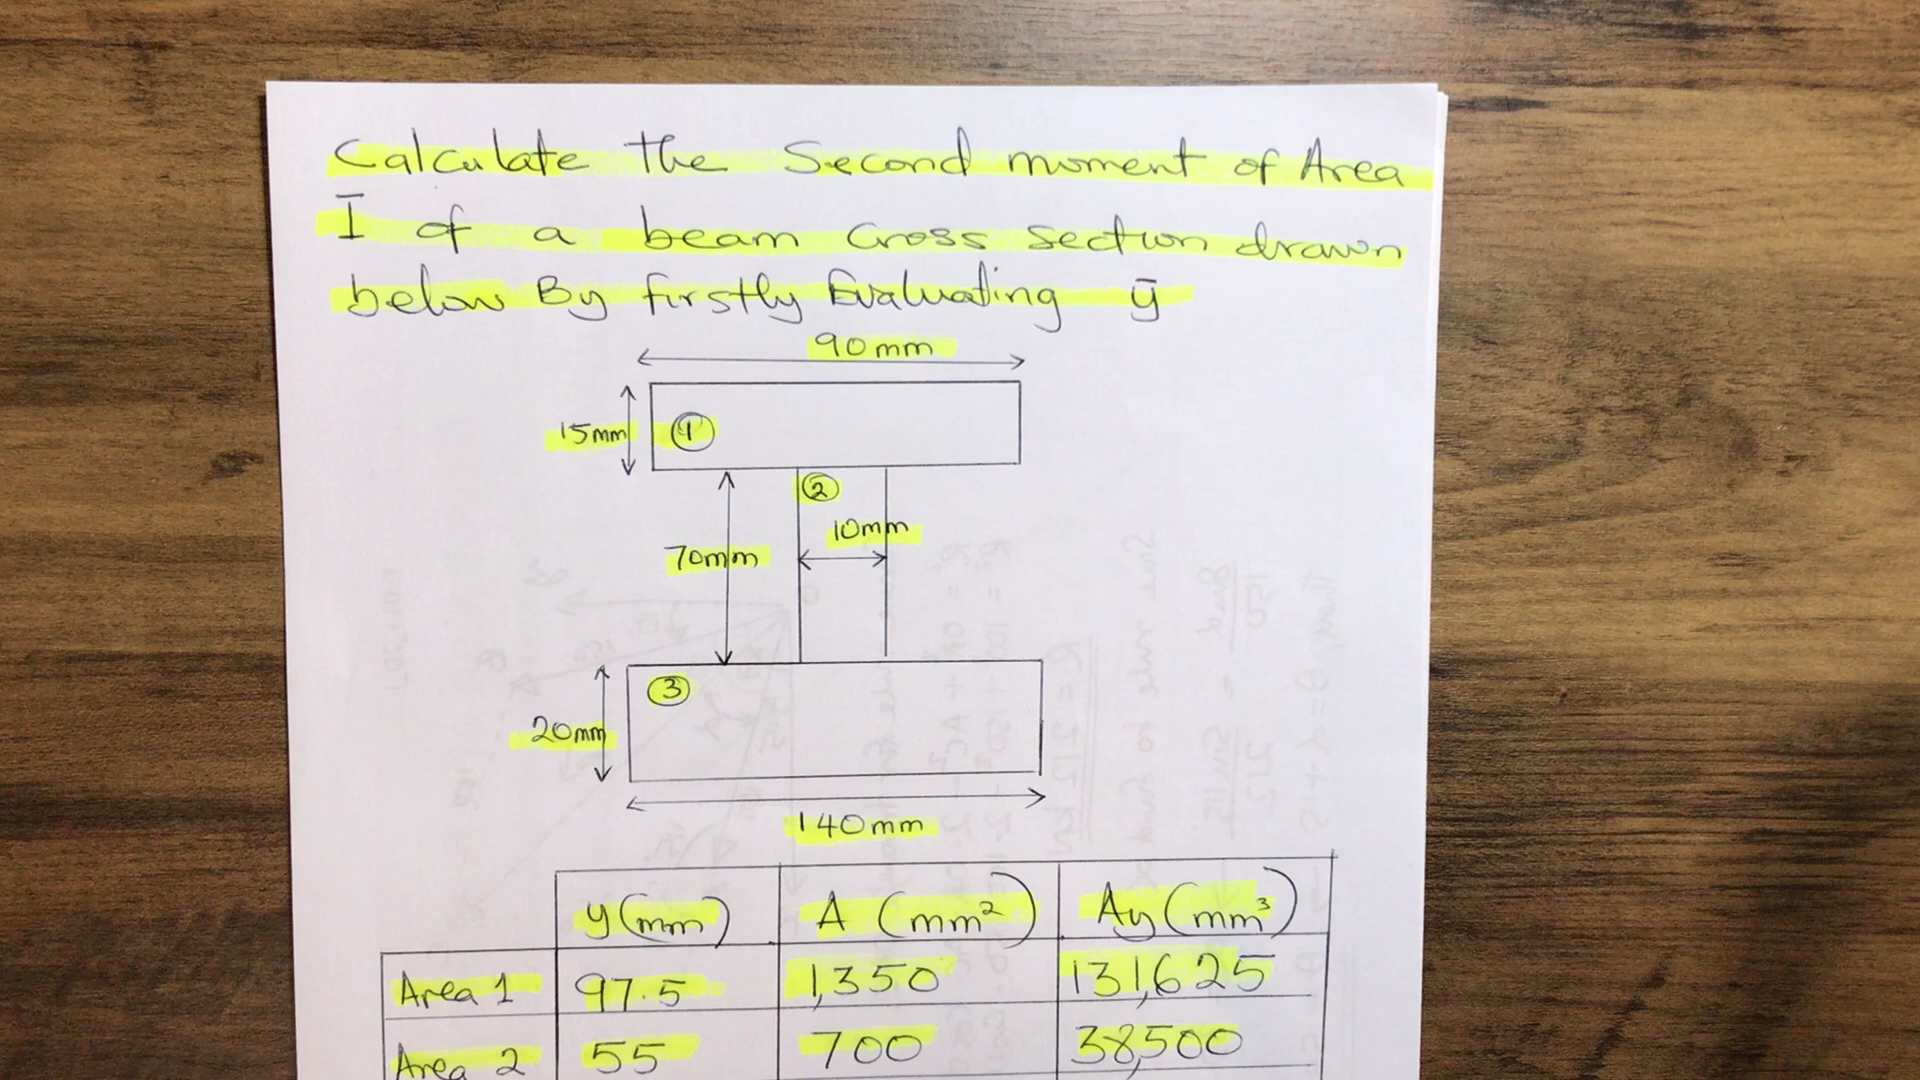 Calculate the Second moment of Area
Ī of a beam Cross Section drawn
below By firstly Evaluating ȳ
90mm
15mm
①
②
10mm
70mm
③
20mm
140mm
y(mm) A (mm²) Ay(mm³)
Area 1 97.5 1,350 131,625
Area 2 55 700 38,500